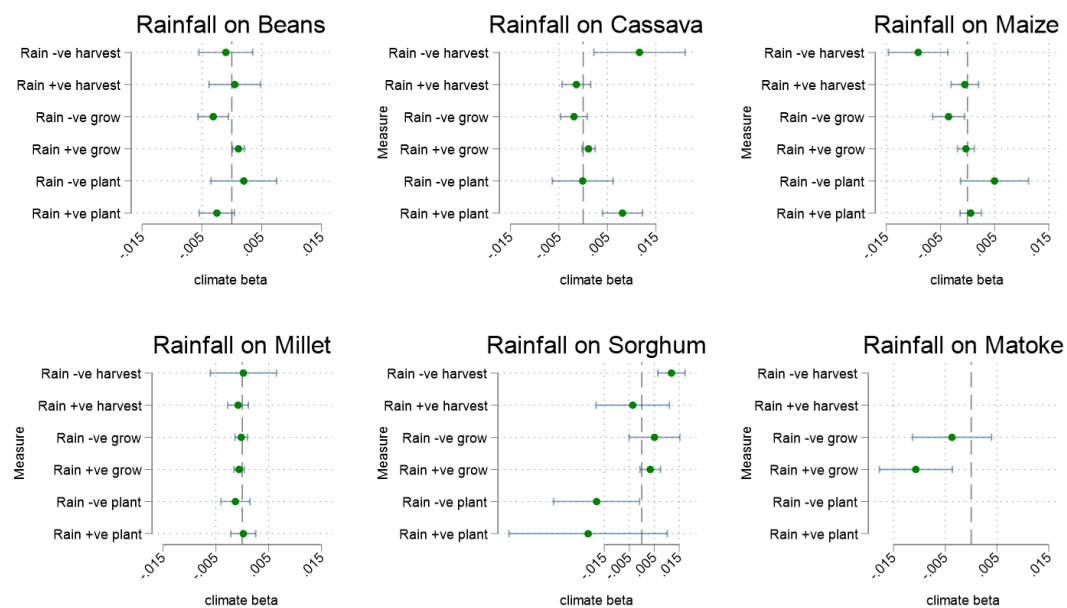 Rainfall on Beans
Rain -ve harvest
Rain +ve harvest
Rain -ve grow
Rain +ve grow
Rain -ve plant
Rain +ve plant
-.015
-.005
.005
.015
climate beta
Rainfall on Cassava
Measure
Rain -ve harvest
Rain +ve harvest
Rain -ve grow
Rain +ve grow
Rain -ve plant
Rain +ve plant
-.015
-.005
.005
.015
climate beta
Rainfall on Maize
Measure
Rain -ve harvest
Rain +ve harvest
Rain -ve grow
Rain +ve grow
Rain -ve plant
Rain +ve plant
-.015
-.005
.005
.015
climate beta
Rainfall on Millet
Measure
Rain -ve harvest
Rain +ve harvest
Rain -ve grow
Rain +ve grow
Rain -ve plant
Rain +ve plant
-.015
-.005
.005
.015
climate beta
Rainfall on Sorghum
Measure
Rain -ve harvest
Rain +ve harvest
Rain -ve grow
Rain +ve grow
Rain -ve plant
Rain +ve plant
-.015
-.005
.005
.015
climate beta
Rainfall on Matoke
Measure
Rain -ve harvest
Rain +ve harvest
Rain -ve grow
Rain +ve grow
Rain -ve plant
Rain +ve plant
-.015
-.005
.005
.015
climate beta